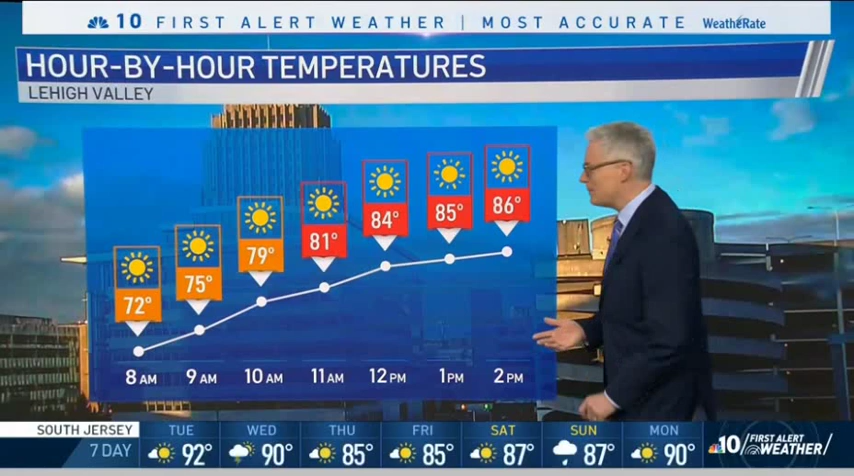 10 FIRST ALERT WEATHER | MOST ACCURATE WeatheRate
HOUR-BY-HOUR TEMPERATURES
LEHIGH VALLEY
72° 75° 79° 81° 84° 85° 86°
8 AM 9 AM 10 AM 11 AM 12 PM 1 PM 2 PM
SOUTH JERSEY TUE WED THU FRI SAT SUN MON
7 DAY 92° 90° 85° 85° 87° 87° 90°
10 FIRST ALERT
WEATHER